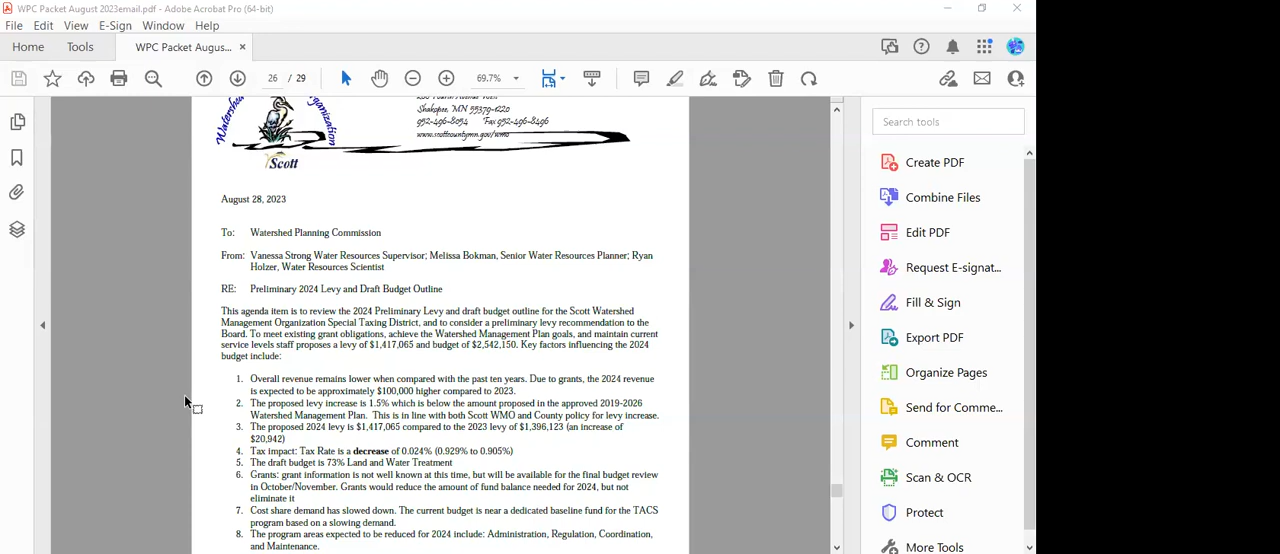 WPC Packet August 2023email.pdf - Adobe Acrobat Pro (64-bit)
File Edit View E-Sign Window Help
Home Tools WPC Packet Augus... ×
26 / 29 69.7%
Watershed
Organization
Shakopee, MN 55379-1220
952-496-8054 Fax 952-496-8496
www.scottcountymn.gov/wmo
Scott
August 28, 2023
To: Watershed Planning Commission
From: Vanessa Strong Water Resources Supervisor; Melissa Bokman, Senior Water Resources Planner; Ryan
Holzer, Water Resources Scientist
RE: Preliminary 2024 Levy and Draft Budget Outline
This agenda item is to review the 2024 Preliminary Levy and draft budget outline for the Scott Watershed
Management Organization Special Taxing District, and to consider a preliminary levy recommendation to the
Board. To meet existing grant obligations, achieve the Watershed Management Plan goals, and maintain current
service levels staff proposes a levy of $1,417,065 and budget of $2,542,150. Key factors influencing the 2024
budget include:
1. Overall revenue remains lower when compared with the past ten years. Due to grants, the 2024 revenue
is expected to be approximately $100,000 higher compared to 2023.
2. The proposed levy increase is 1.5% which is below the amount proposed in the approved 2019-2026
Watershed Management Plan. This is in line with both Scott WMO and County policy for levy increase.
3. The proposed 2024 levy is $1,417,065 compared to the 2023 levy of $1,396,123 (an increase of
$20,942)
4. Tax impact: Tax Rate is a decrease of 0.024% (0.929% to 0.905%)
5. The draft budget is 73% Land and Water Treatment
6. Grants: grant information is not well known at this time, but will be available for the final budget review
in October/November. Grants would reduce the amount of fund balance needed for 2024, but not
eliminate it
7. Cost share demand has slowed down. The current budget is near a dedicated baseline fund for the TACS
program based on a slowing demand.
8. The program areas expected to be reduced for 2024 include: Administration, Regulation, Coordination,
and Maintenance.
Search tools
Create PDF
Combine Files
Edit PDF
Request E-signat...
Fill & Sign
Export PDF
Organize Pages
Send for Comme...
Comment
Scan & OCR
Protect
More Tools